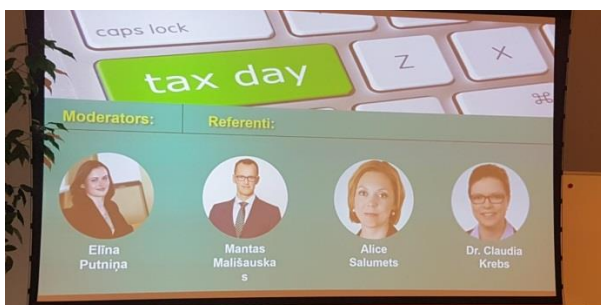 caps lock
tax day
Z
X
⌘
Moderators:
Referenti:
Elīna
Putniņa
Mantas
Mališauska
s
Alice
Salumets
Dr. Claudia
Krebs